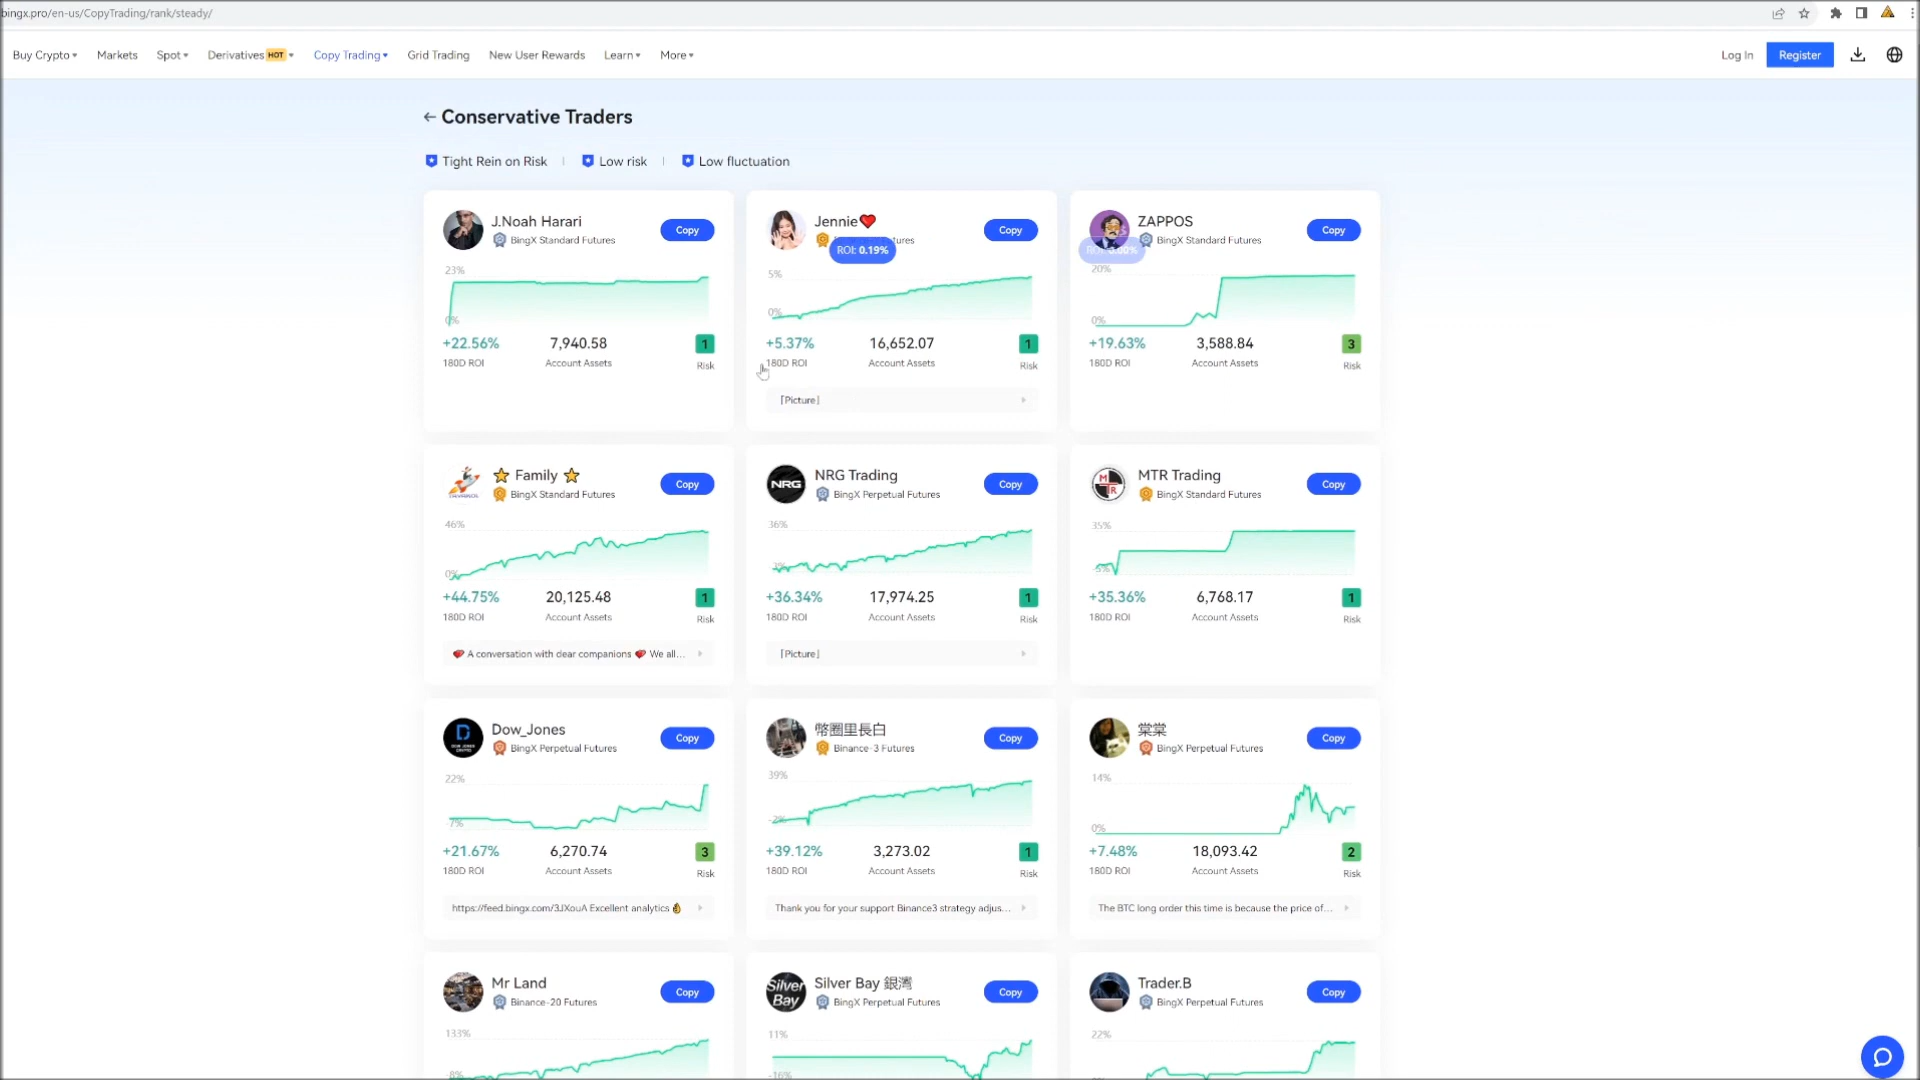 bingx.pro/en-us/CopyTrading/rank/steady/
Buy Crypto Markets Spot Derivatives HOT Copy Trading Grid Trading New User Rewards Learn More Log In Register
← Conservative Traders
Tight Rein on Risk | Low risk | Low fluctuation
J.Noah Harari
BingX Standard Futures
Copy
23%
0%
+22.56% 7,940.58 1
180D ROI Account Assets Risk
Jennie❤️
ROI: 0.19%
Copy
5%
0%
+5.37% 16,652.07 1
180D ROI Account Assets Risk
「Picture」
ZAPPOS
BingX Standard Futures
Copy
20%
0%
+19.63% 3,588.84 3
180D ROI Account Assets Risk
⭐ Family ⭐
BingX Standard Futures
Copy
46%
0%
+44.75% 20,125.48 1
180D ROI Account Assets Risk
A conversation with dear companions We all...
NRG Trading
NRG
BingX Perpetual Futures
Copy
36%
+36.34% 17,974.25 1
180D ROI Account Assets Risk
「Picture」
MTR Trading
BingX Standard Futures
Copy
35%
-5%
+35.36% 6,768.17 1
180D ROI Account Assets Risk
Dow_Jones
BingX Perpetual Futures
Copy
22%
-7%
+21.67% 6,270.74 3
180D ROI Account Assets Risk
https://feed.bingx.com/3JXouA Excellent analytics 👌
幣圈里長白
Binance-3 Futures
Copy
39%
-2%
+39.12% 3,273.02 1
180D ROI Account Assets Risk
Thank you for your support Binance3 strategy adjus...
棠棠
BingX Perpetual Futures
Copy
14%
0%
+7.48% 18,093.42 2
180D ROI Account Assets Risk
The BTC long order this time is because the price of...
Mr Land
Binance-20 Futures
Copy
133%
-8%
Silver Bay 銀灣
Silver Bay
BingX Perpetual Futures
Copy
11%
-16%
Trader.B
BingX Perpetual Futures
Copy
22%